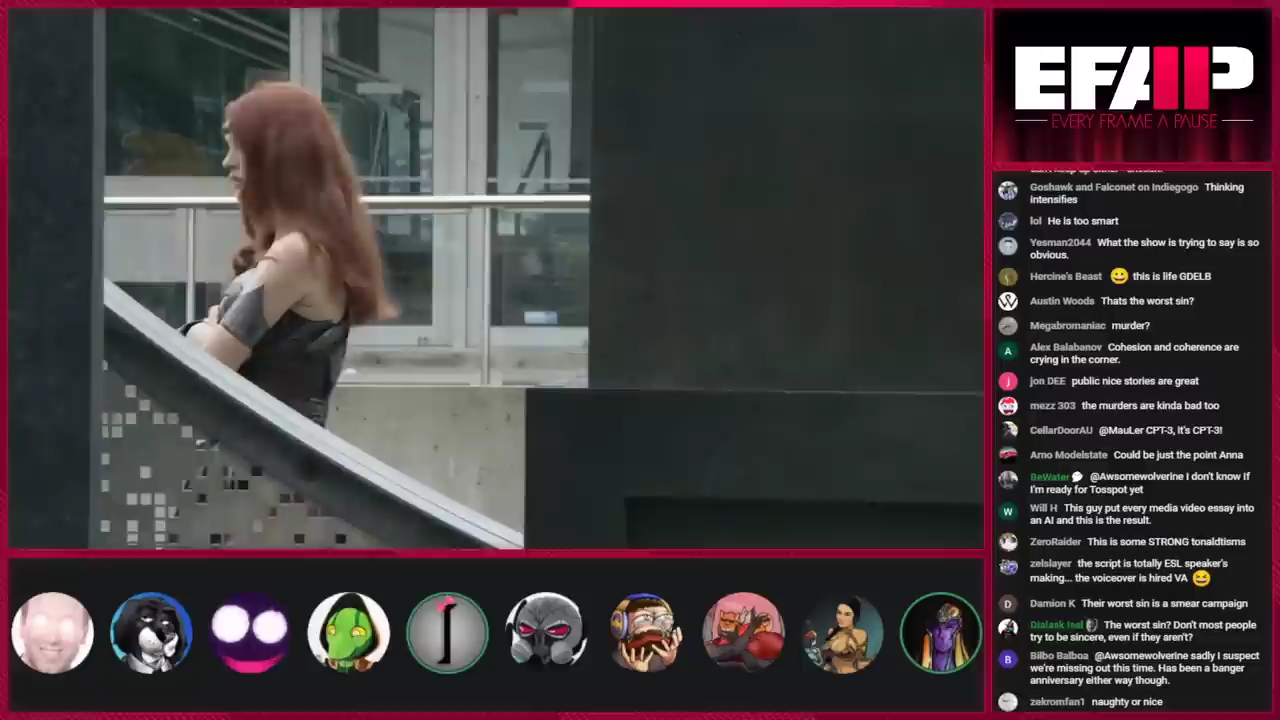 EFAP
EVERY FRAME A PAUSE
Goshawk and Falconet on Indiegogo Thinking
intensifies
lol He is too smart
Yesman2044 What the show is trying to say is so
obvious.
Hercine's Beast 😀 this is life GDELB
Austin Woods Thats the worst sin?
Megabromaniac murder?
A
Alex Balabanov Cohesion and coherence are
crying in the corner.
j
jon DEE public nice stories are great
mezz 303 the murders are kinda bad too
CellarDoorAU @MauLer CPT-3, it's CPT-3!
Amo Modelstate Could be just the point Anna
BeWater @Awsomewolverine I don't know if
I'm ready for Tosspot yet
W
Will H This guy put every media video essay into
an AI and this is the result.
ZeroRaider This is some STRONG tonaldtisms
zelslayer the script is totally ESL speaker's
making... the voiceover is hired VA 😆
D
Damion K Their worst sin is a smear campaign
The worst sin? Don't most people
try to be sincere, even if they aren't?
B
Bilbo Balboa @Awsomewolverine sadly I suspect
we're missing out this time. Has been a banger
anniversary either way though.
zekromfan1 naughty or nice